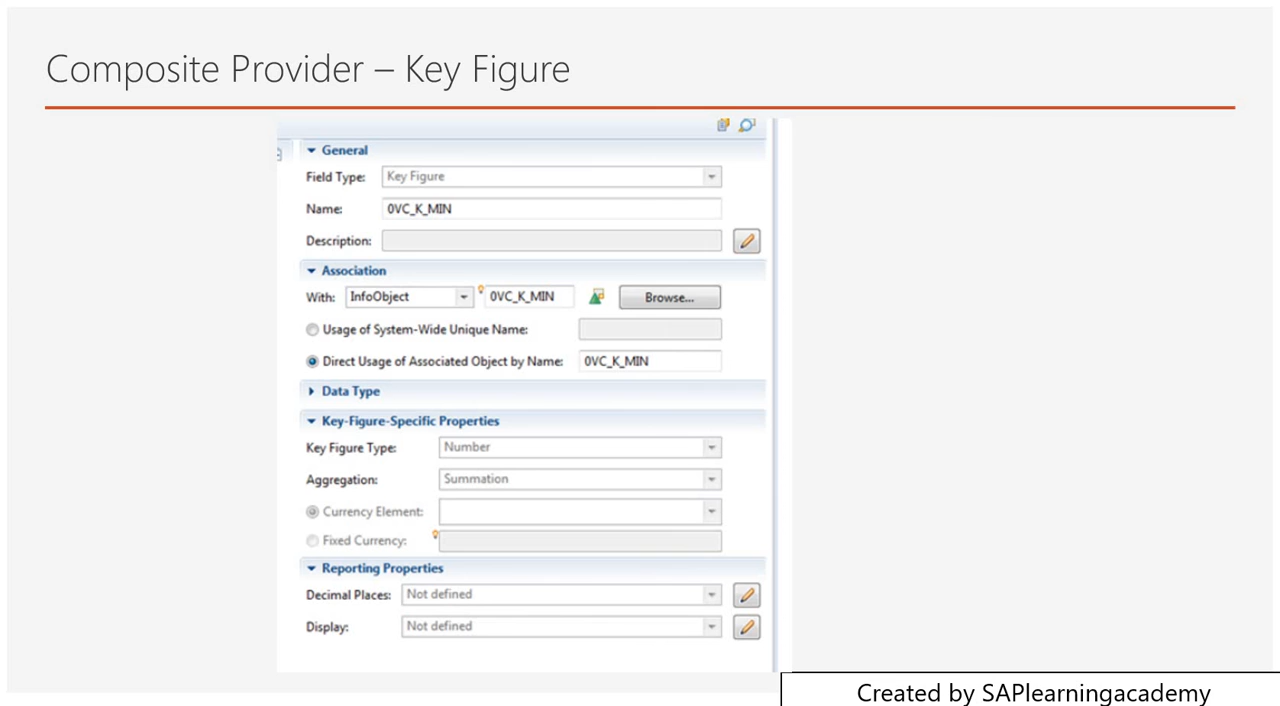 Composite Provider – Key Figure
General
Field Type: Key Figure
Name: 0VC_K_MIN
Description:
Association
With: InfoObject 0VC_K_MIN Browse...
Usage of System-Wide Unique Name:
Direct Usage of Associated Object by Name: 0VC_K_MIN
Data Type
Key-Figure-Specific Properties
Key Figure Type: Number
Aggregation: Summation
Currency Element:
Fixed Currency:
Reporting Properties
Decimal Places: Not defined
Display: Not defined
Created by SAPlearningacademy